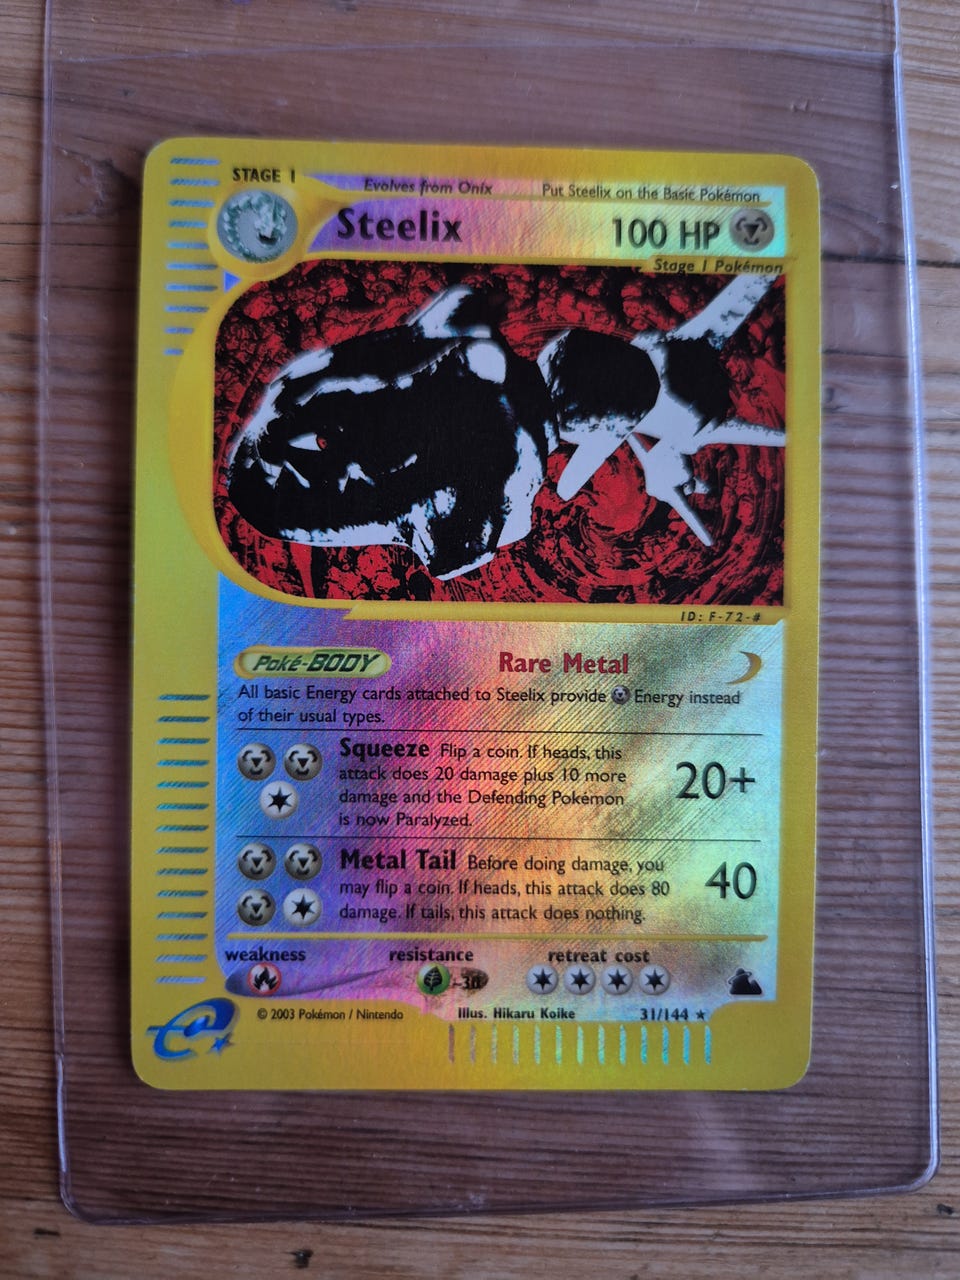 STAGE 1
Evolves from Onix
Put Steelix on the Basic Pokémon
Steelix
100 HP
Stage 1 Pokémon
ID: F-72-#
Poké-BODY
Rare Metal
All basic Energy cards attached to Steelix provide Energy instead
of their usual types.
Squeeze Flip a coin. If heads, this
attack does 20 damage plus 10 more
damage and the Defending Pokémon
is now Paralyzed.
20+
Metal Tail Before doing damage, you
may flip a coin. If heads, this attack does 80
damage. If tails, this attack does nothing.
40
weakness
resistance
retreat cost
-30
© 2003 Pokémon / Nintendo
Illus. Hikaru Koike
31/144 ★
e